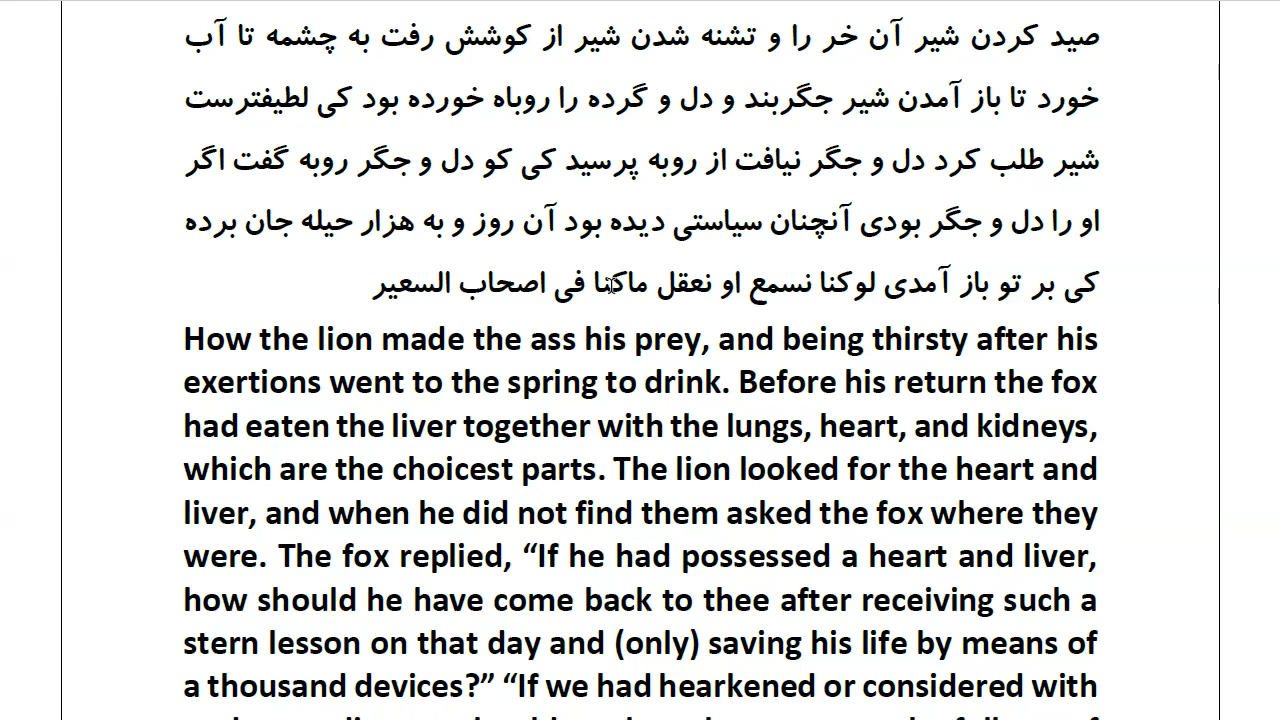 صید کردن شیر آن خر را و تشنه شدن شیر از کوشش رفت به چشمه تا آب
خورد تا باز آمدن شیر جگربند و دل و گرده را روباه خورده بود کی لطیفترست
شیر طلب کرد دل و جگر نیافت از روبه پرسید کی کو دل و جگر روبه گفت اگر
او را دل و جگر بودی آنچنان سیاستی دیده بود آن روز و به هزار حیله جان برده
کی بر تو باز آمدی لوکنا نسمع او نعقل ماکنا فی اصحاب السعیر
How the lion made the ass his prey, and being thirsty after his
exertions went to the spring to drink. Before his return the fox
had eaten the liver together with the lungs, heart, and kidneys,
which are the choicest parts. The lion looked for the heart and
liver, and when he did not find them asked the fox where they
were. The fox replied, “If he had possessed a heart and liver,
how should he have come back to thee after receiving such a
stern lesson on that day and (only) saving his life by means of
a thousand devices?” “If we had hearkened or considered with